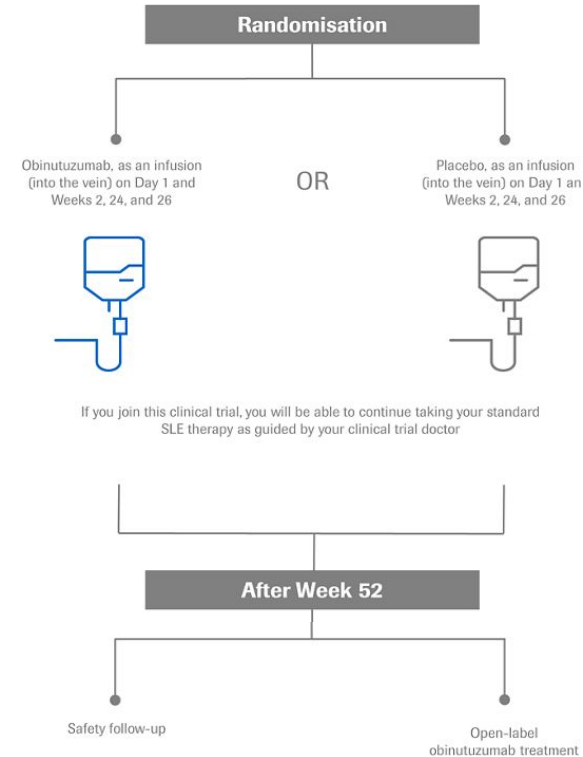 Randomisation
Obinutuzumab, as an infusion
(into the vein) on Day 1 and
Weeks 2, 24, and 26
OR
Placebo, as an infusion
(into the vein) on Day 1 an
Weeks 2, 24, and 26
If you join this clinical trial, you will be able to continue taking your standard
SLE therapy as guided by your clinical trial doctor
After Week 52
Safety follow-up
Open-label
obinutuzumab treatment